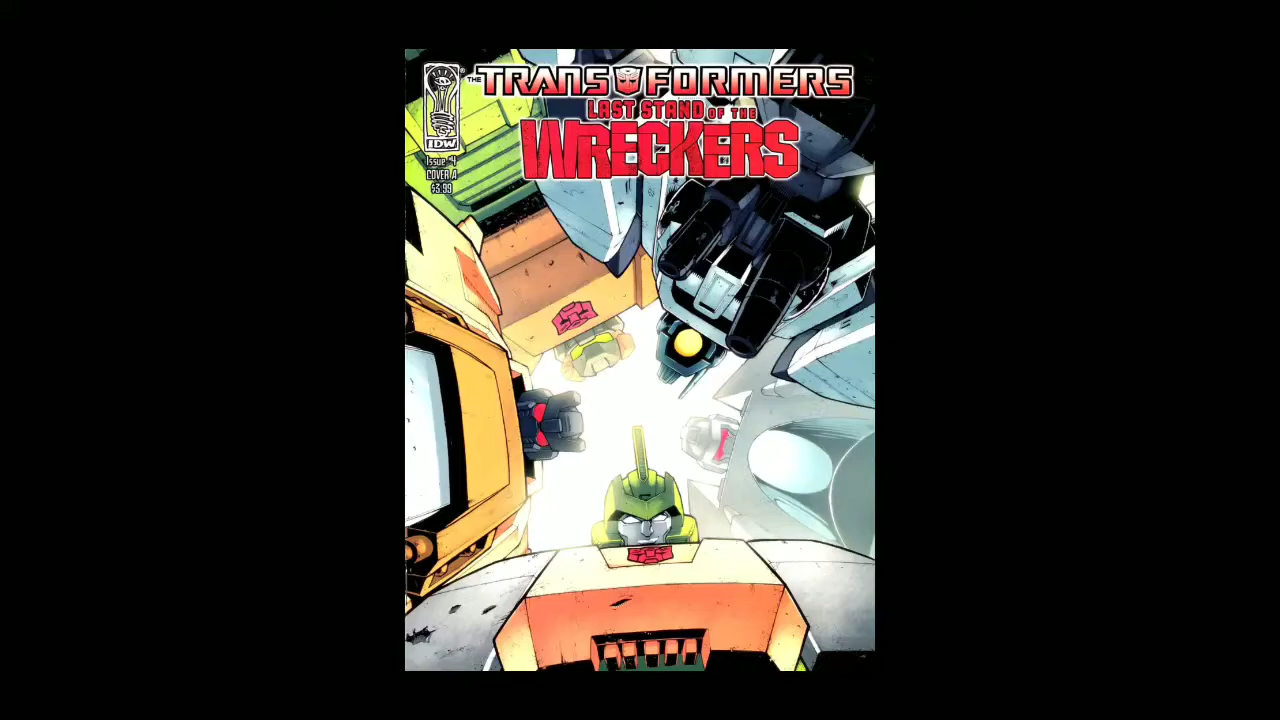 THE TRANSFORMERS
LAST STAND OF THE
WRECKERS
IDW
Issue #4
COVER A
$3.99